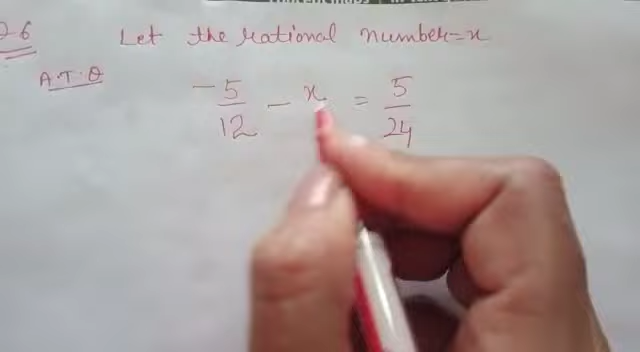 26
Let the rational number=x
A.T.Q
-5/12 - x = 5/24